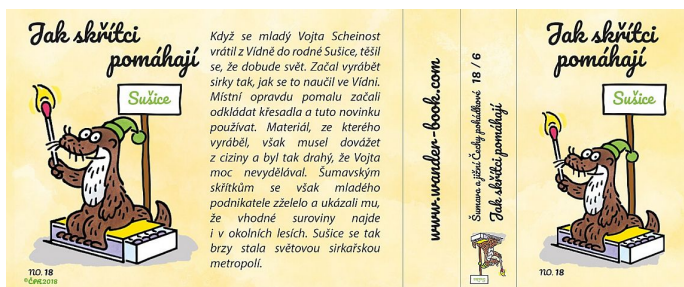 Jak skřítci
pomáhají
Sušice
NO. 18
©ČPR2018
Když se mladý Vojta Scheinost
vrátil z Vídně do rodné Sušice, těšil
se, že dobude svět. Začal vyrábět
sirky tak, jak se to naučil ve Vídni.
Místní opravdu pomalu začali
odkládat křesadla a tuto novinku
používat. Materiál, ze kterého
vyráběl, však musel dovážet
z ciziny a byl tak drahý, že Vojta
moc nevydělával. Šumavským
skřítkům se však mladého
podnikatele zželelo a ukázali mu,
že vhodné suroviny najde
i v okolních lesích. Sušice se tak
brzy stala světovou sirkařskou
metropolí.
www.wander-book.com
Šumava a jižní Čechy pohádkové 18 / 6
Jak skřítci pomáhají
Jak skřítci
pomáhají
Sušice
NO. 18